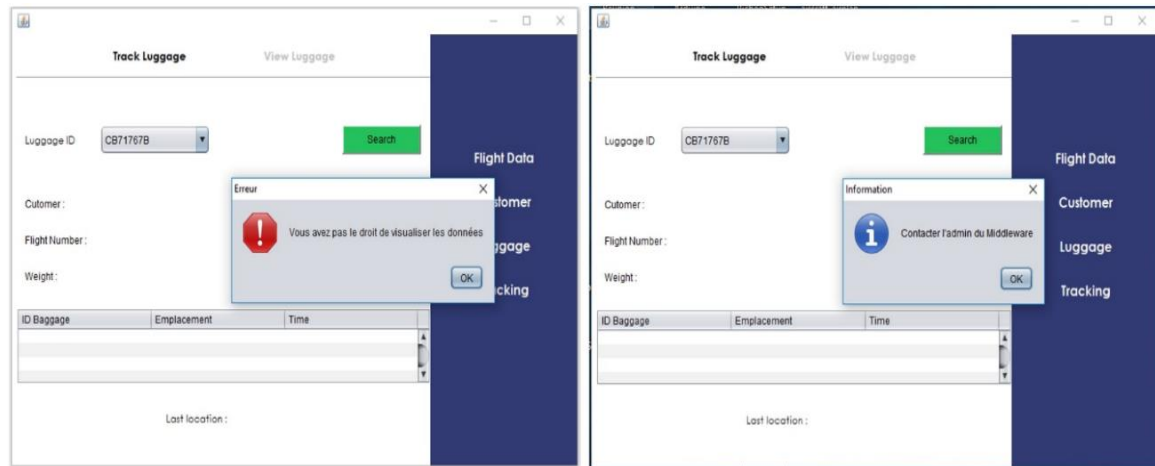 Track Luggage View Luggage
Luggage ID CB71767B Search
Flight Data
Erreur
Cutomer : stomer
Vous avez pas le droit de visualiser les données
Flight Number : ggage
Weight : OK cking
ID Baggage Emplacement Time
Last location :
Track Luggage View Luggage
Luggage ID CB71767B Search
Flight Data
Information
Cutomer : Customer
Contacter l'admin du Middleware
Flight Number : Luggage
Weight : OK Tracking
ID Baggage Emplacement Time
Last location :